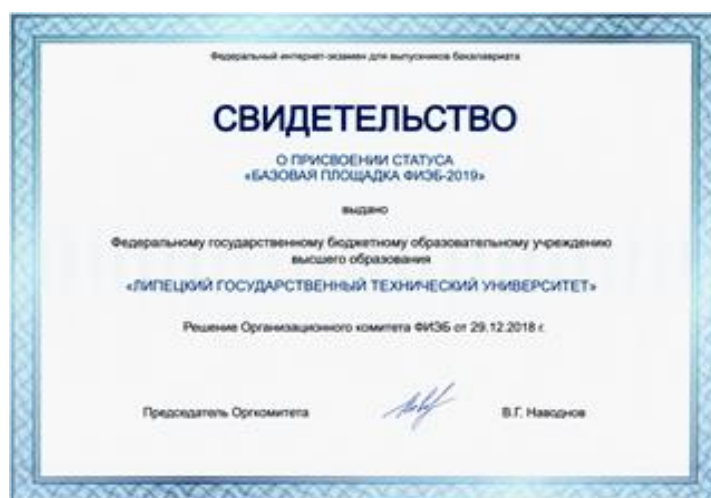 Федеральный интернет-экзамен для выпускников бакалавриата
СВИДЕТЕЛЬСТВО
О ПРИСВОЕНИИ СТАТУСА
«БАЗОВАЯ ПЛОЩАДКА ФИЭБ-2019»
выдано
Федеральному государственному бюджетному образовательному учреждению
высшего образования
«ЛИПЕЦКИЙ ГОСУДАРСТВЕННЫЙ ТЕХНИЧЕСКИЙ УНИВЕРСИТЕТ»
Решение Организационного комитета ФИЭБ от 29.12.2018 г.
Председатель Оргкомитета В.Г. Наводнов